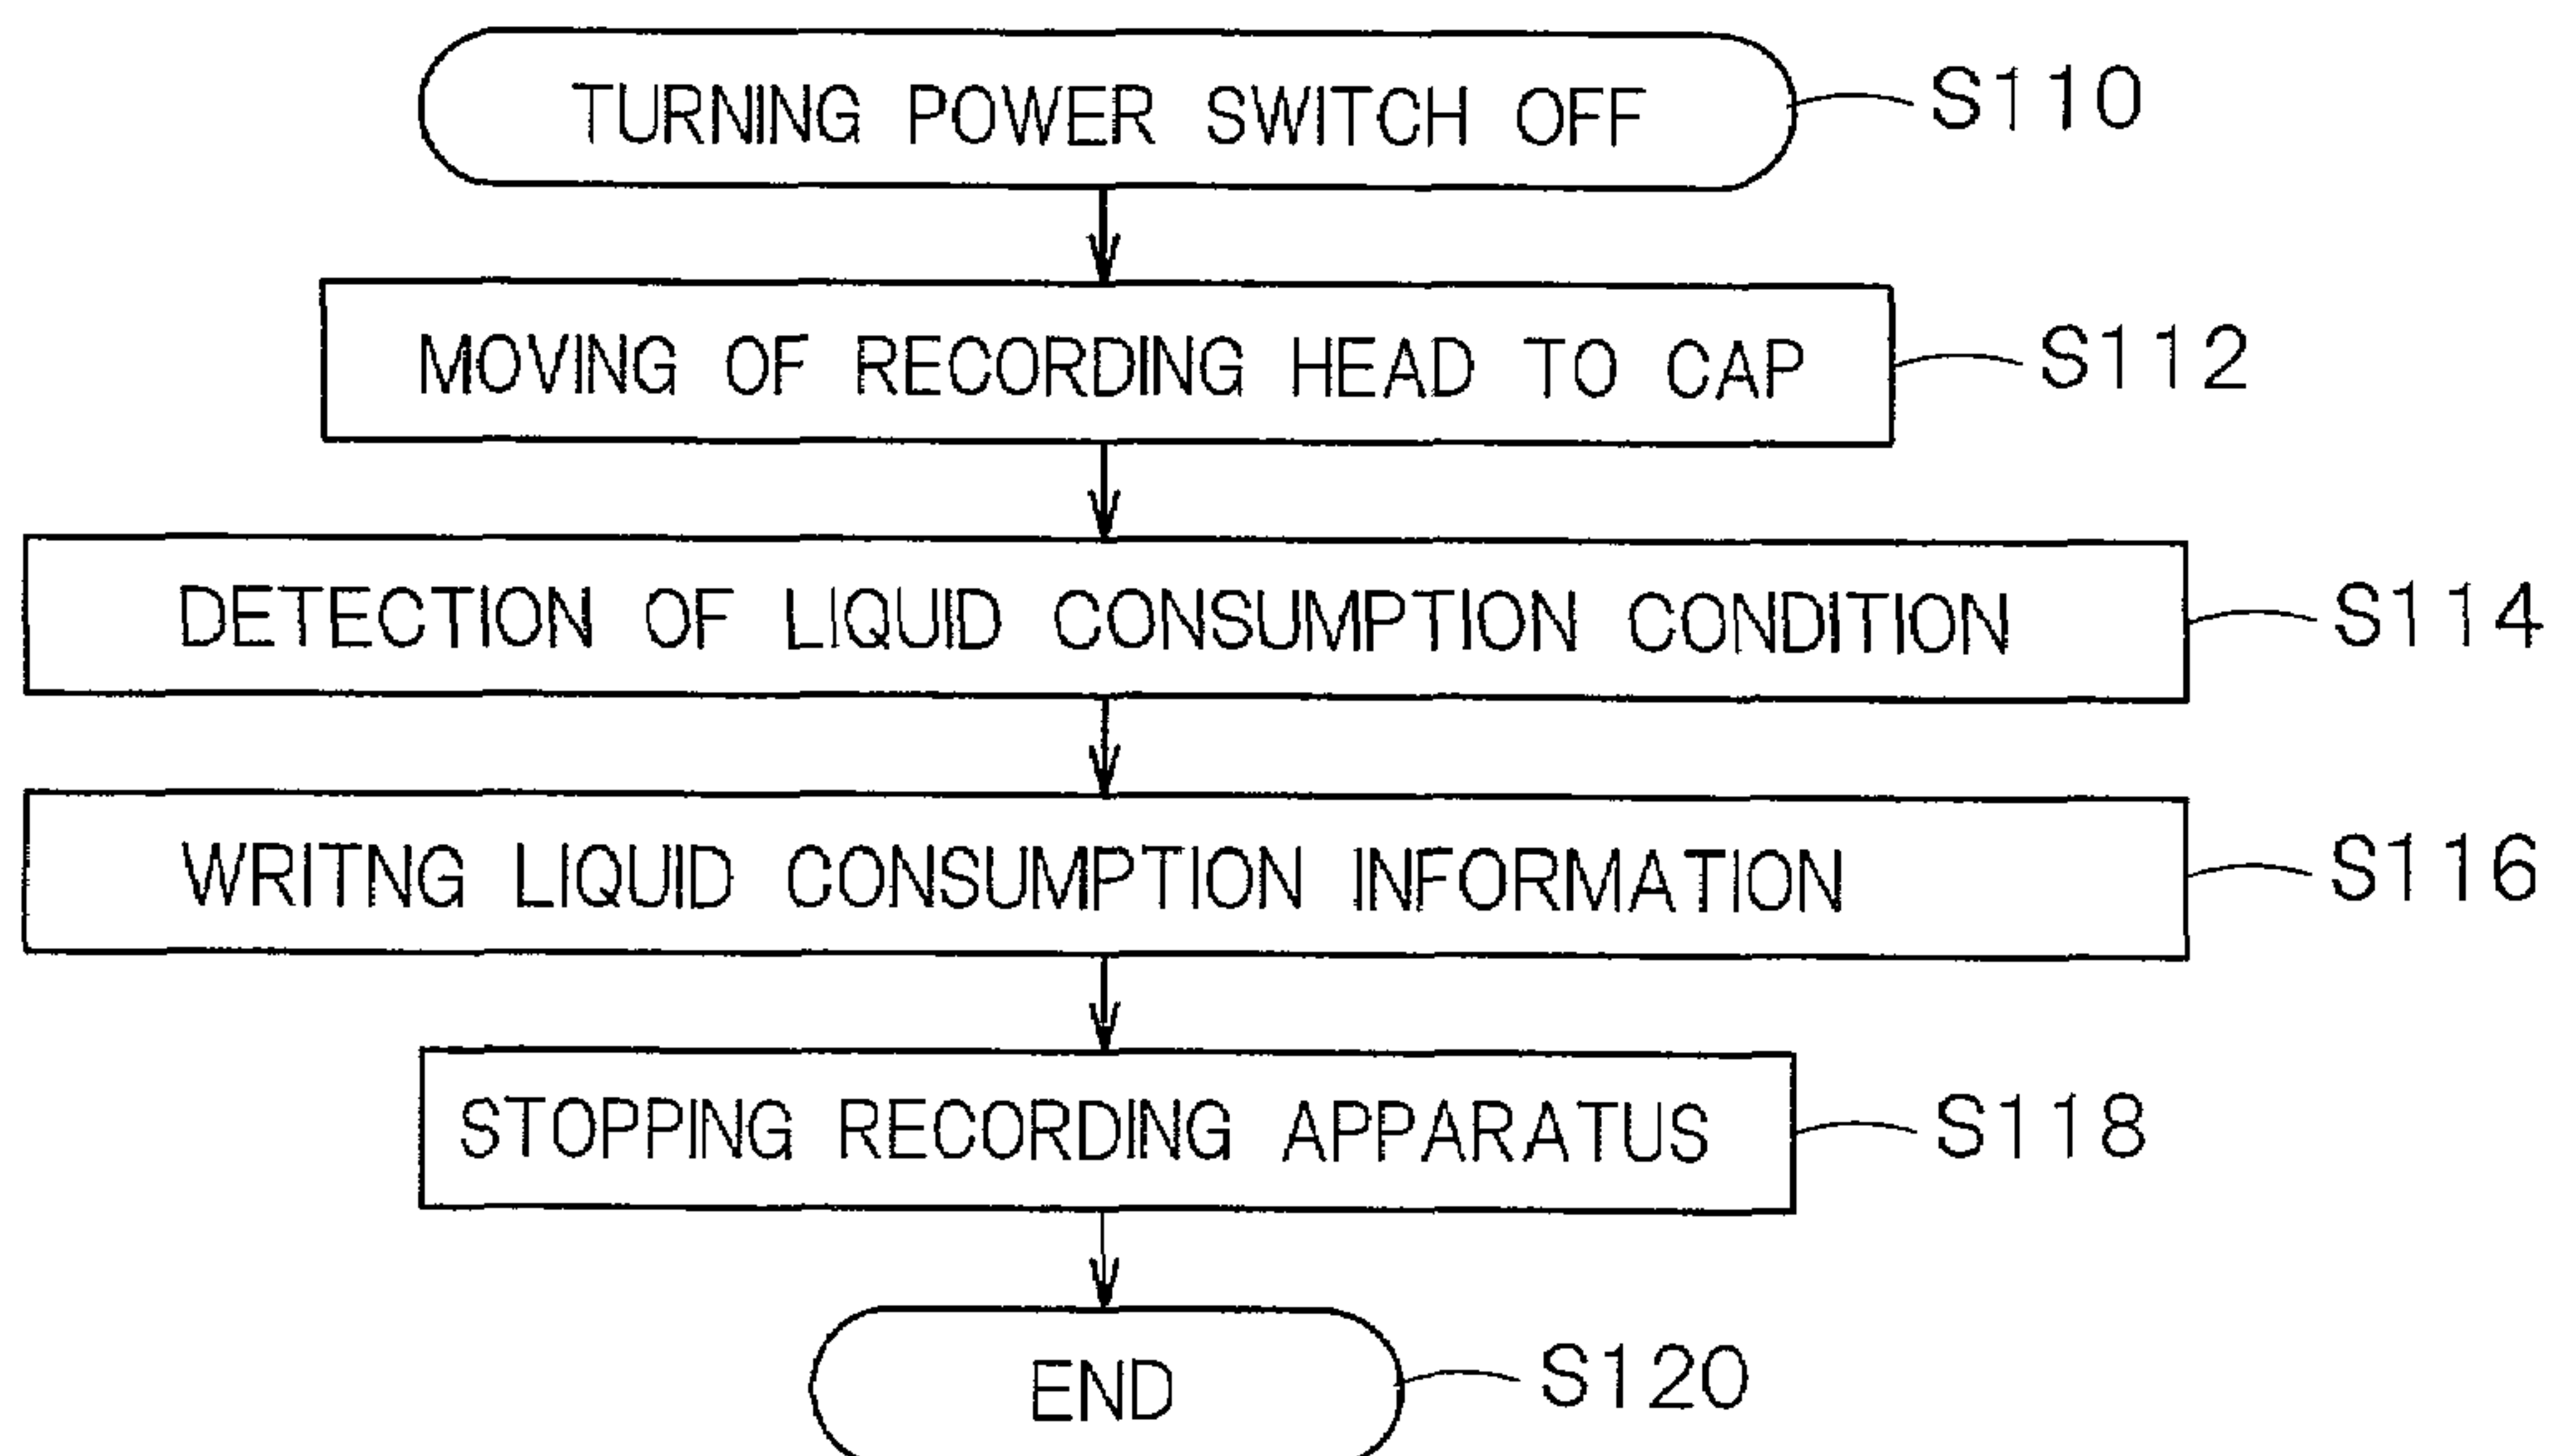 TURNING POWER SWITCH OFF S110
MOVING OF RECORDING HEAD TO CAP S112
DETECTION OF LIQUID CONSUMPTION CONDITION S114
WRITNG LIQUID CONSUMPTION INFORMATION S116
STOPPING RECORDING APPARATUS S118
END S120